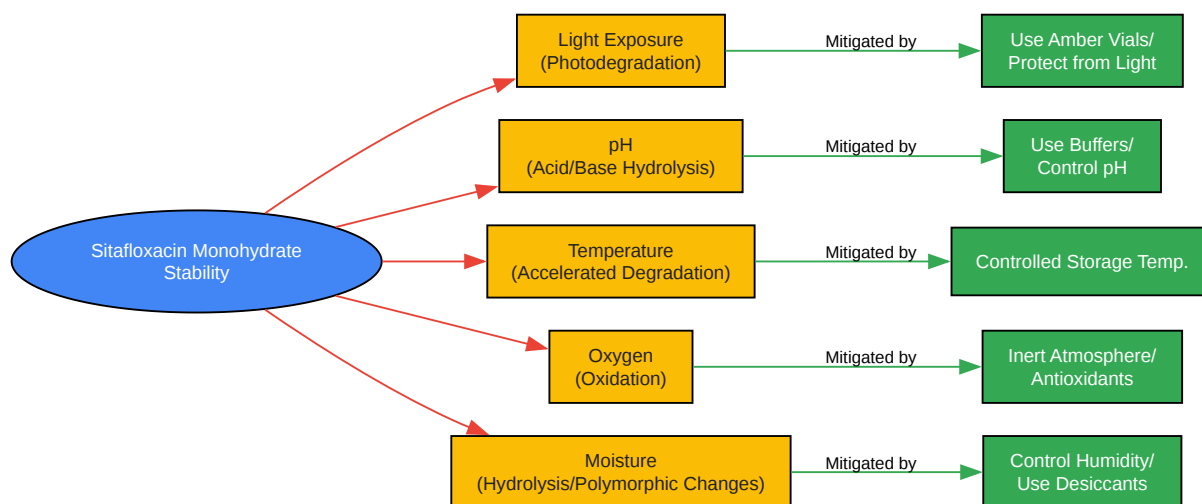 Light Exposure
(Photodegradation)
Mitigated by
Use Amber Vials/
Protect from Light
pH
(Acid/Base Hydrolysis)
Mitigated by
Use Buffers/
Control pH
Sitafloxacin Monohydrate
Stability
Temperature
(Accelerated Degradation)
Mitigated by
Controlled Storage Temp.
Oxygen
(Oxidation)
Mitigated by
Inert Atmosphere/
Antioxidants
Moisture
(Hydrolysis/Polymorphic Changes)
Mitigated by
Control Humidity/
Use Desiccants